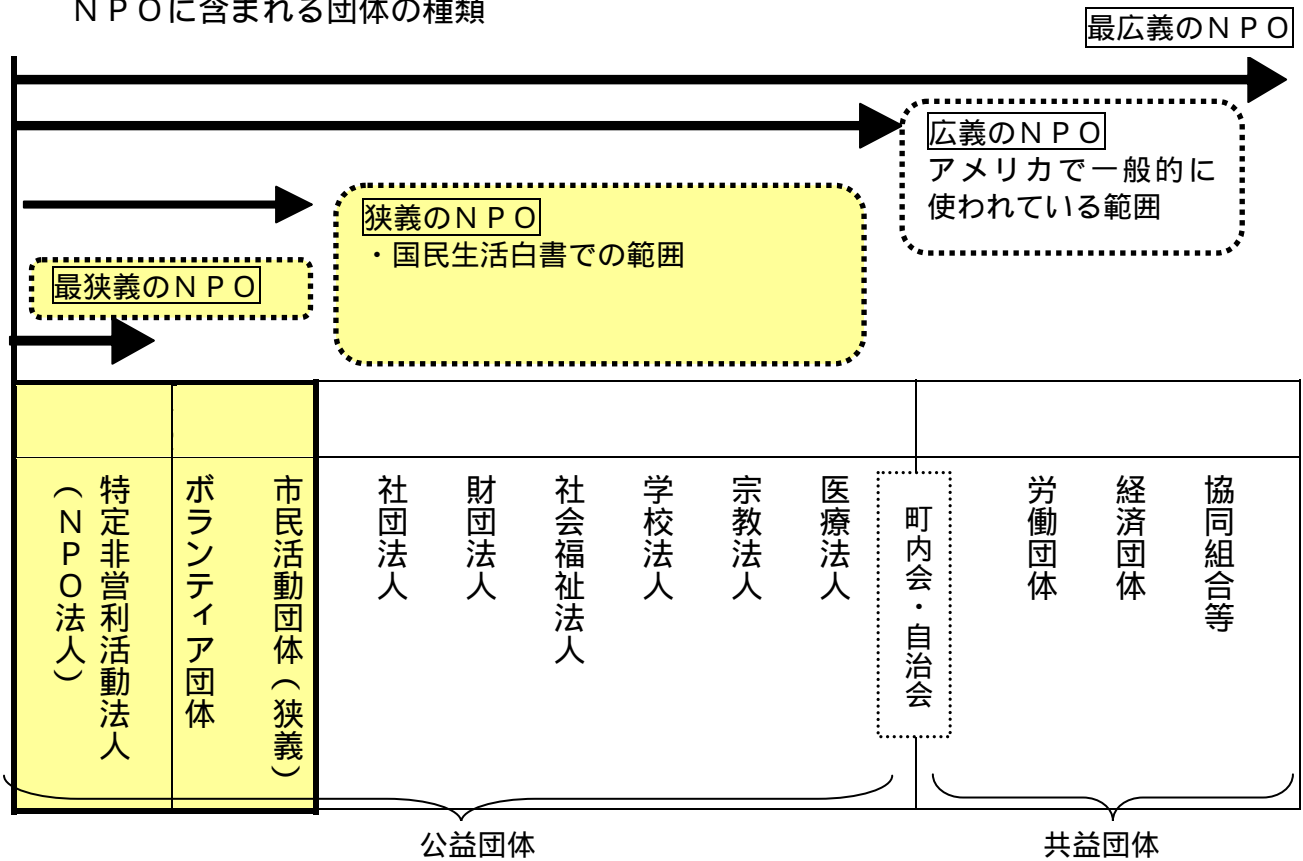 ＮＰＯに含まれる団体の種類
最広義のＮＰＯ
広義のＮＰＯ
アメリカで一般的に
使われている範囲
狭義のＮＰＯ
・国民生活白書での範囲
最狭義のＮＰＯ
特定非営利活動法人
（ＮＰＯ法人）
ボランティア団体
市民活動団体（狭義）
社団法人
財団法人
社会福祉法人
学校法人
宗教法人
医療法人
町内会・自治会
労働団体
経済団体
協同組合等
公益団体
共益団体